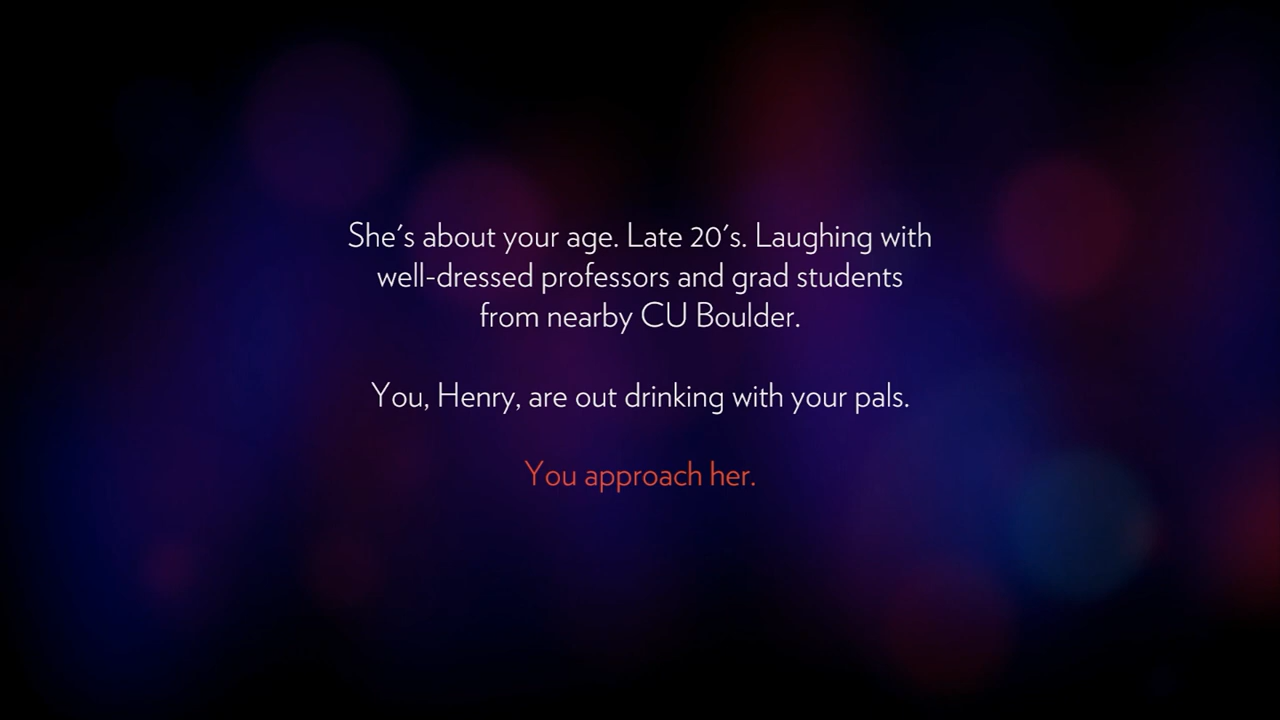 She's about your age. Late 20's. Laughing with
well-dressed professors and grad students
from nearby CU Boulder.
You, Henry, are out drinking with your pals.
You approach her.